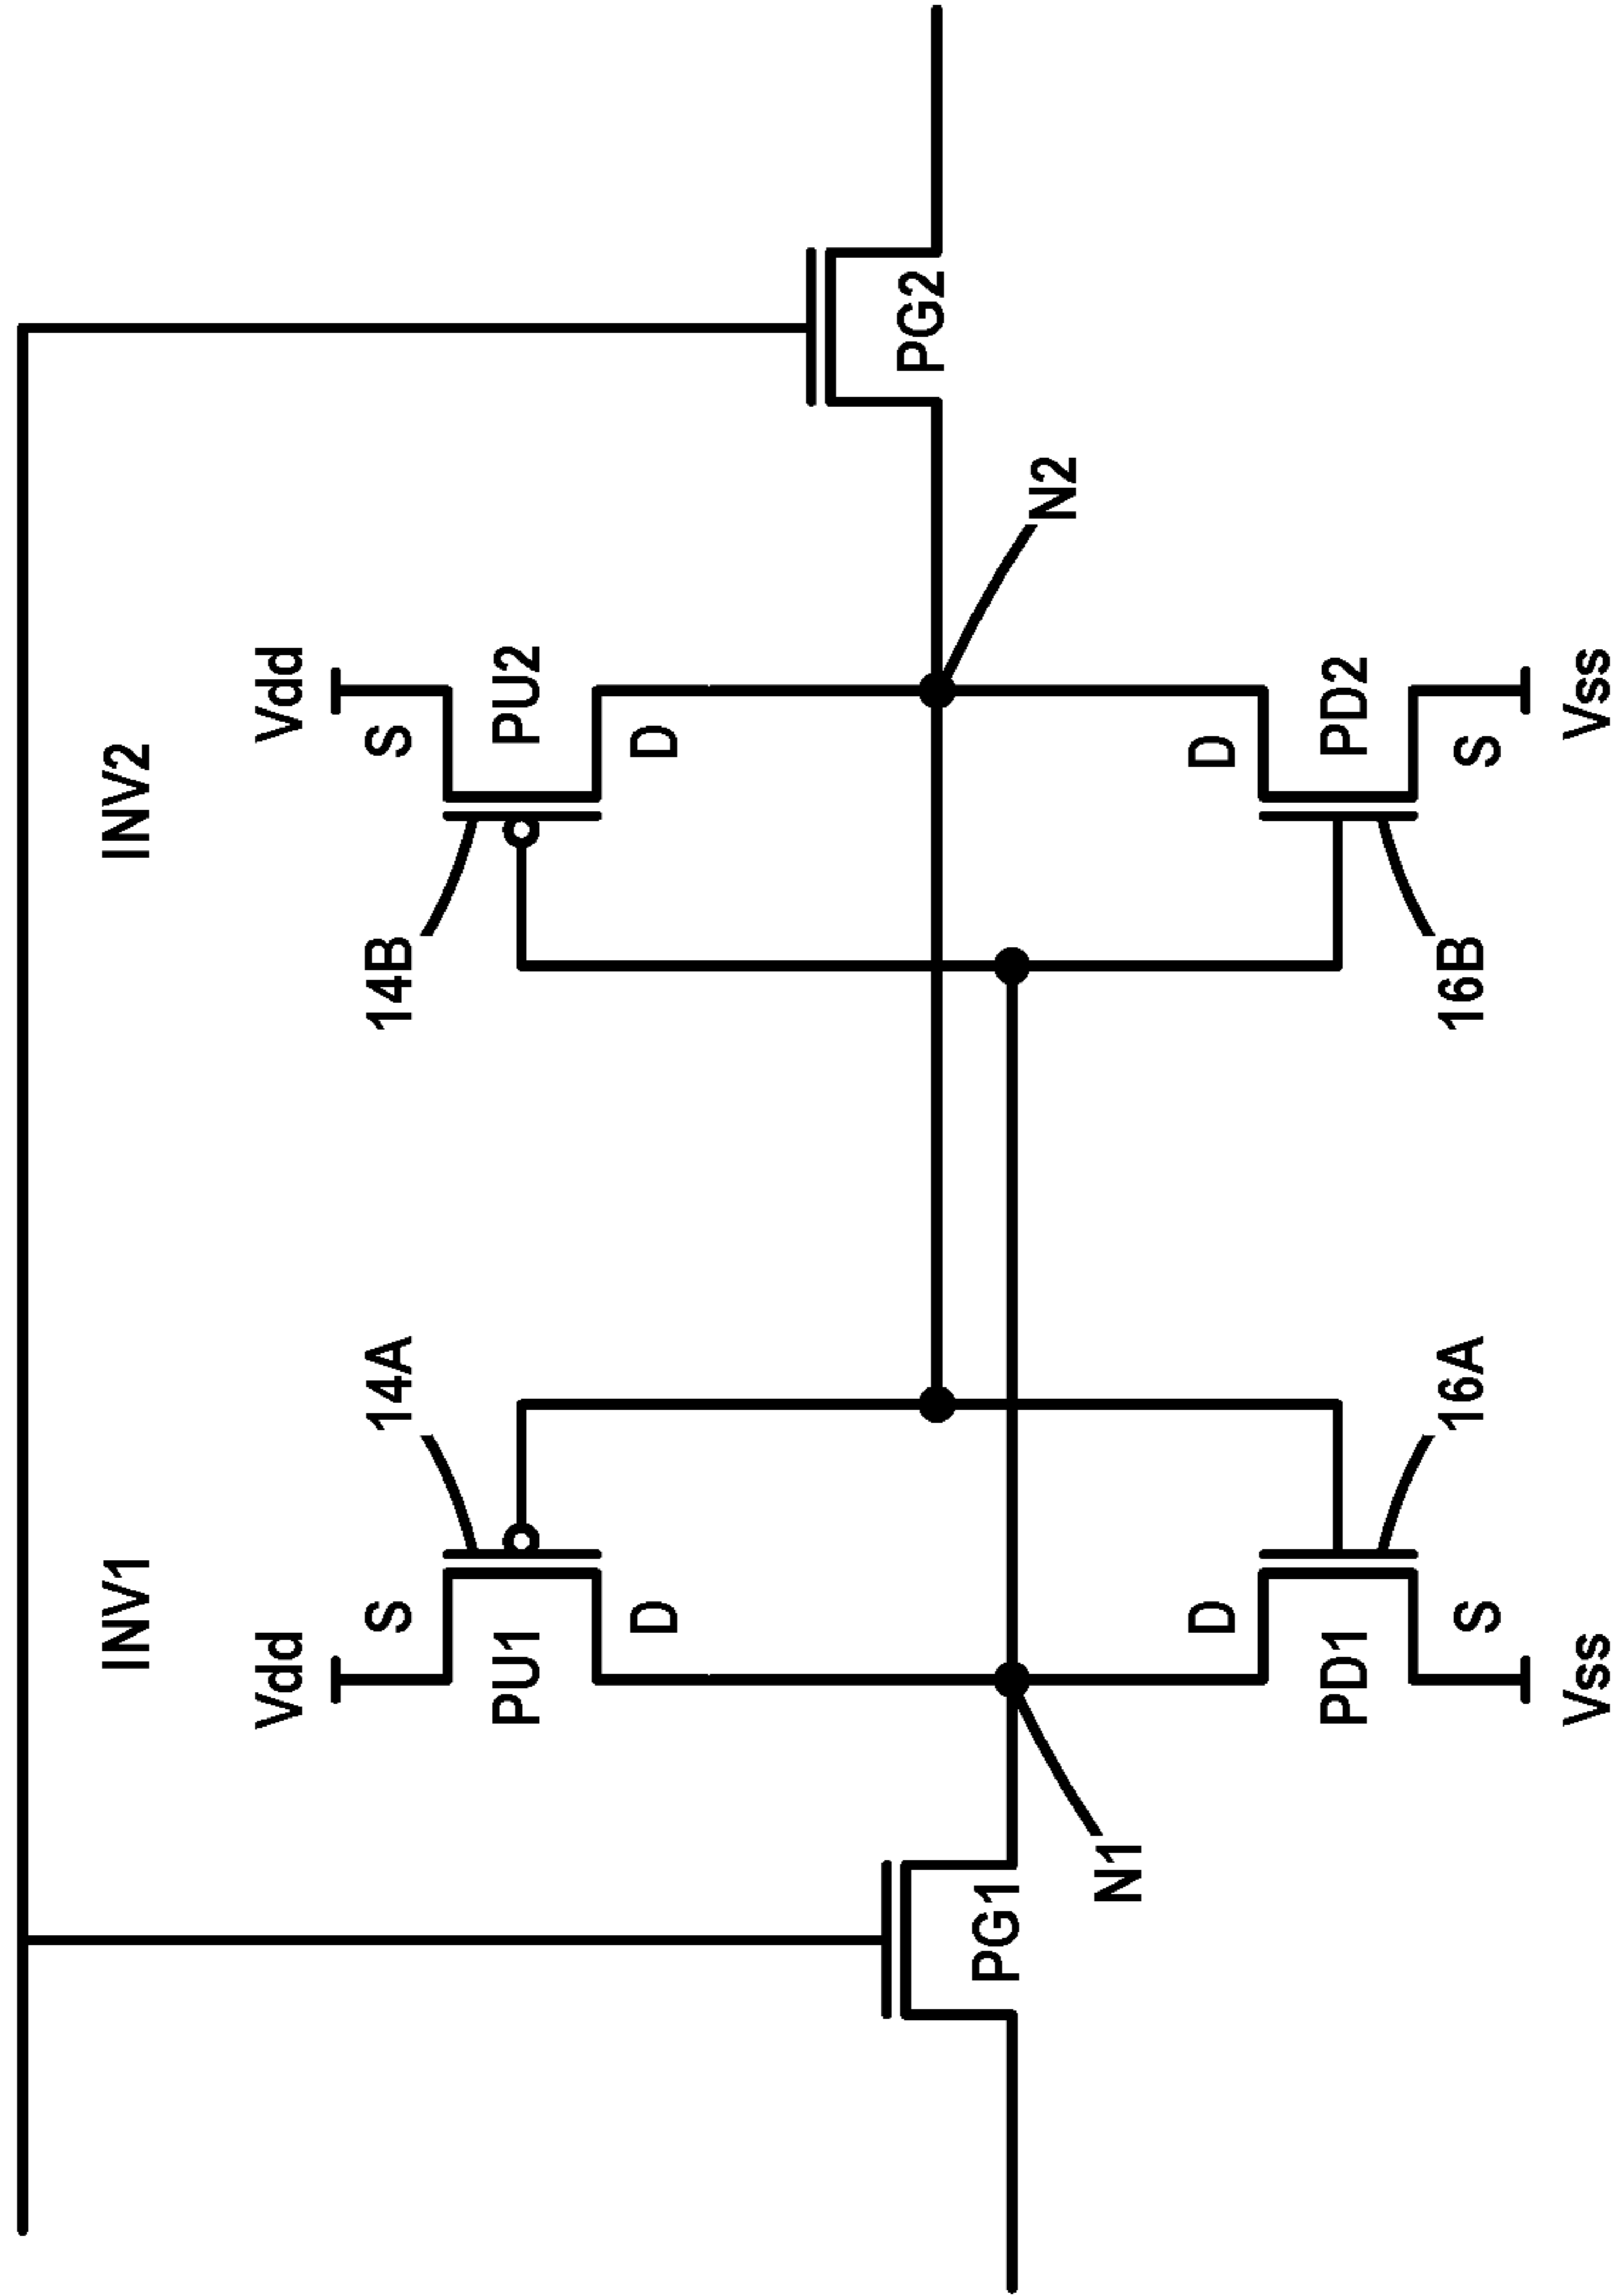 INV1
INV2
Vdd
Vdd
S
14A
14B
S
PU1
PU2
D
D
PG2
PG1
N2
N1
D
D
PD1
PD2
S
16A
16B
S
Vss
Vss